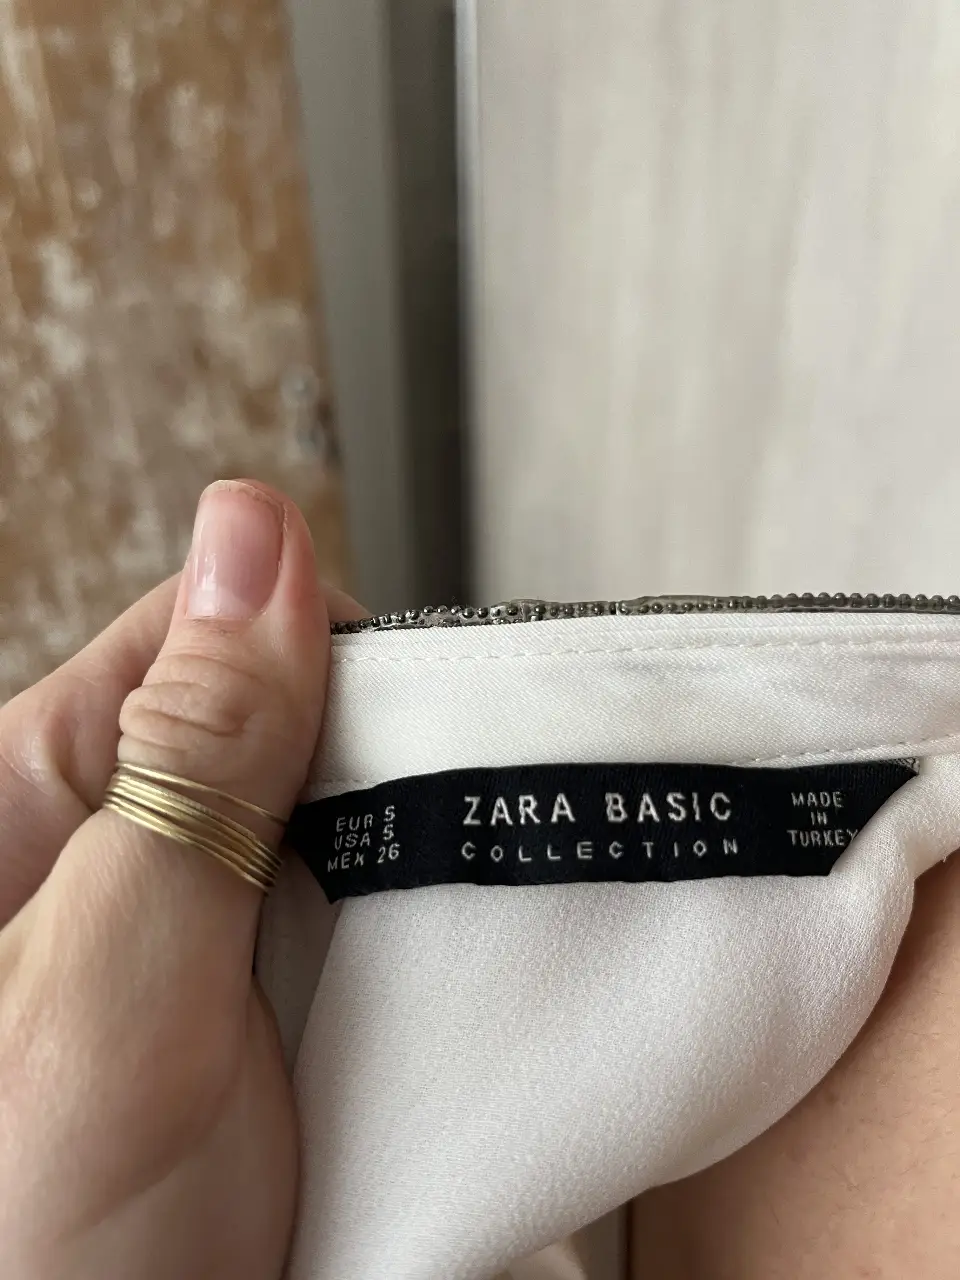 EUR S
USA S
MEX 26
ZARA BASIC
COLLECTION
MADE
IN
TURKEY